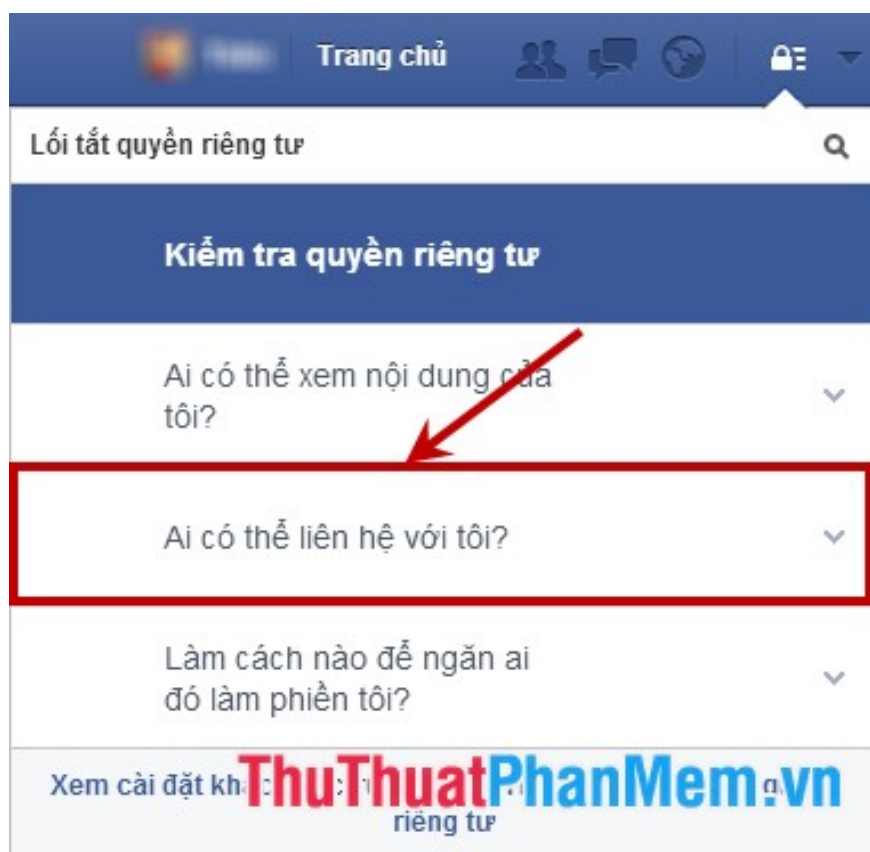 Trang chủ
Lối tắt quyền riêng tư
Kiểm tra quyền riêng tư
Ai có thể xem nội dung của
tôi?
Ai có thể liên hệ với tôi?
Làm cách nào để ngăn ai
đó làm phiền tôi?
Xem cài đặt
ThuThuatPhanMem.vn
riêng tư